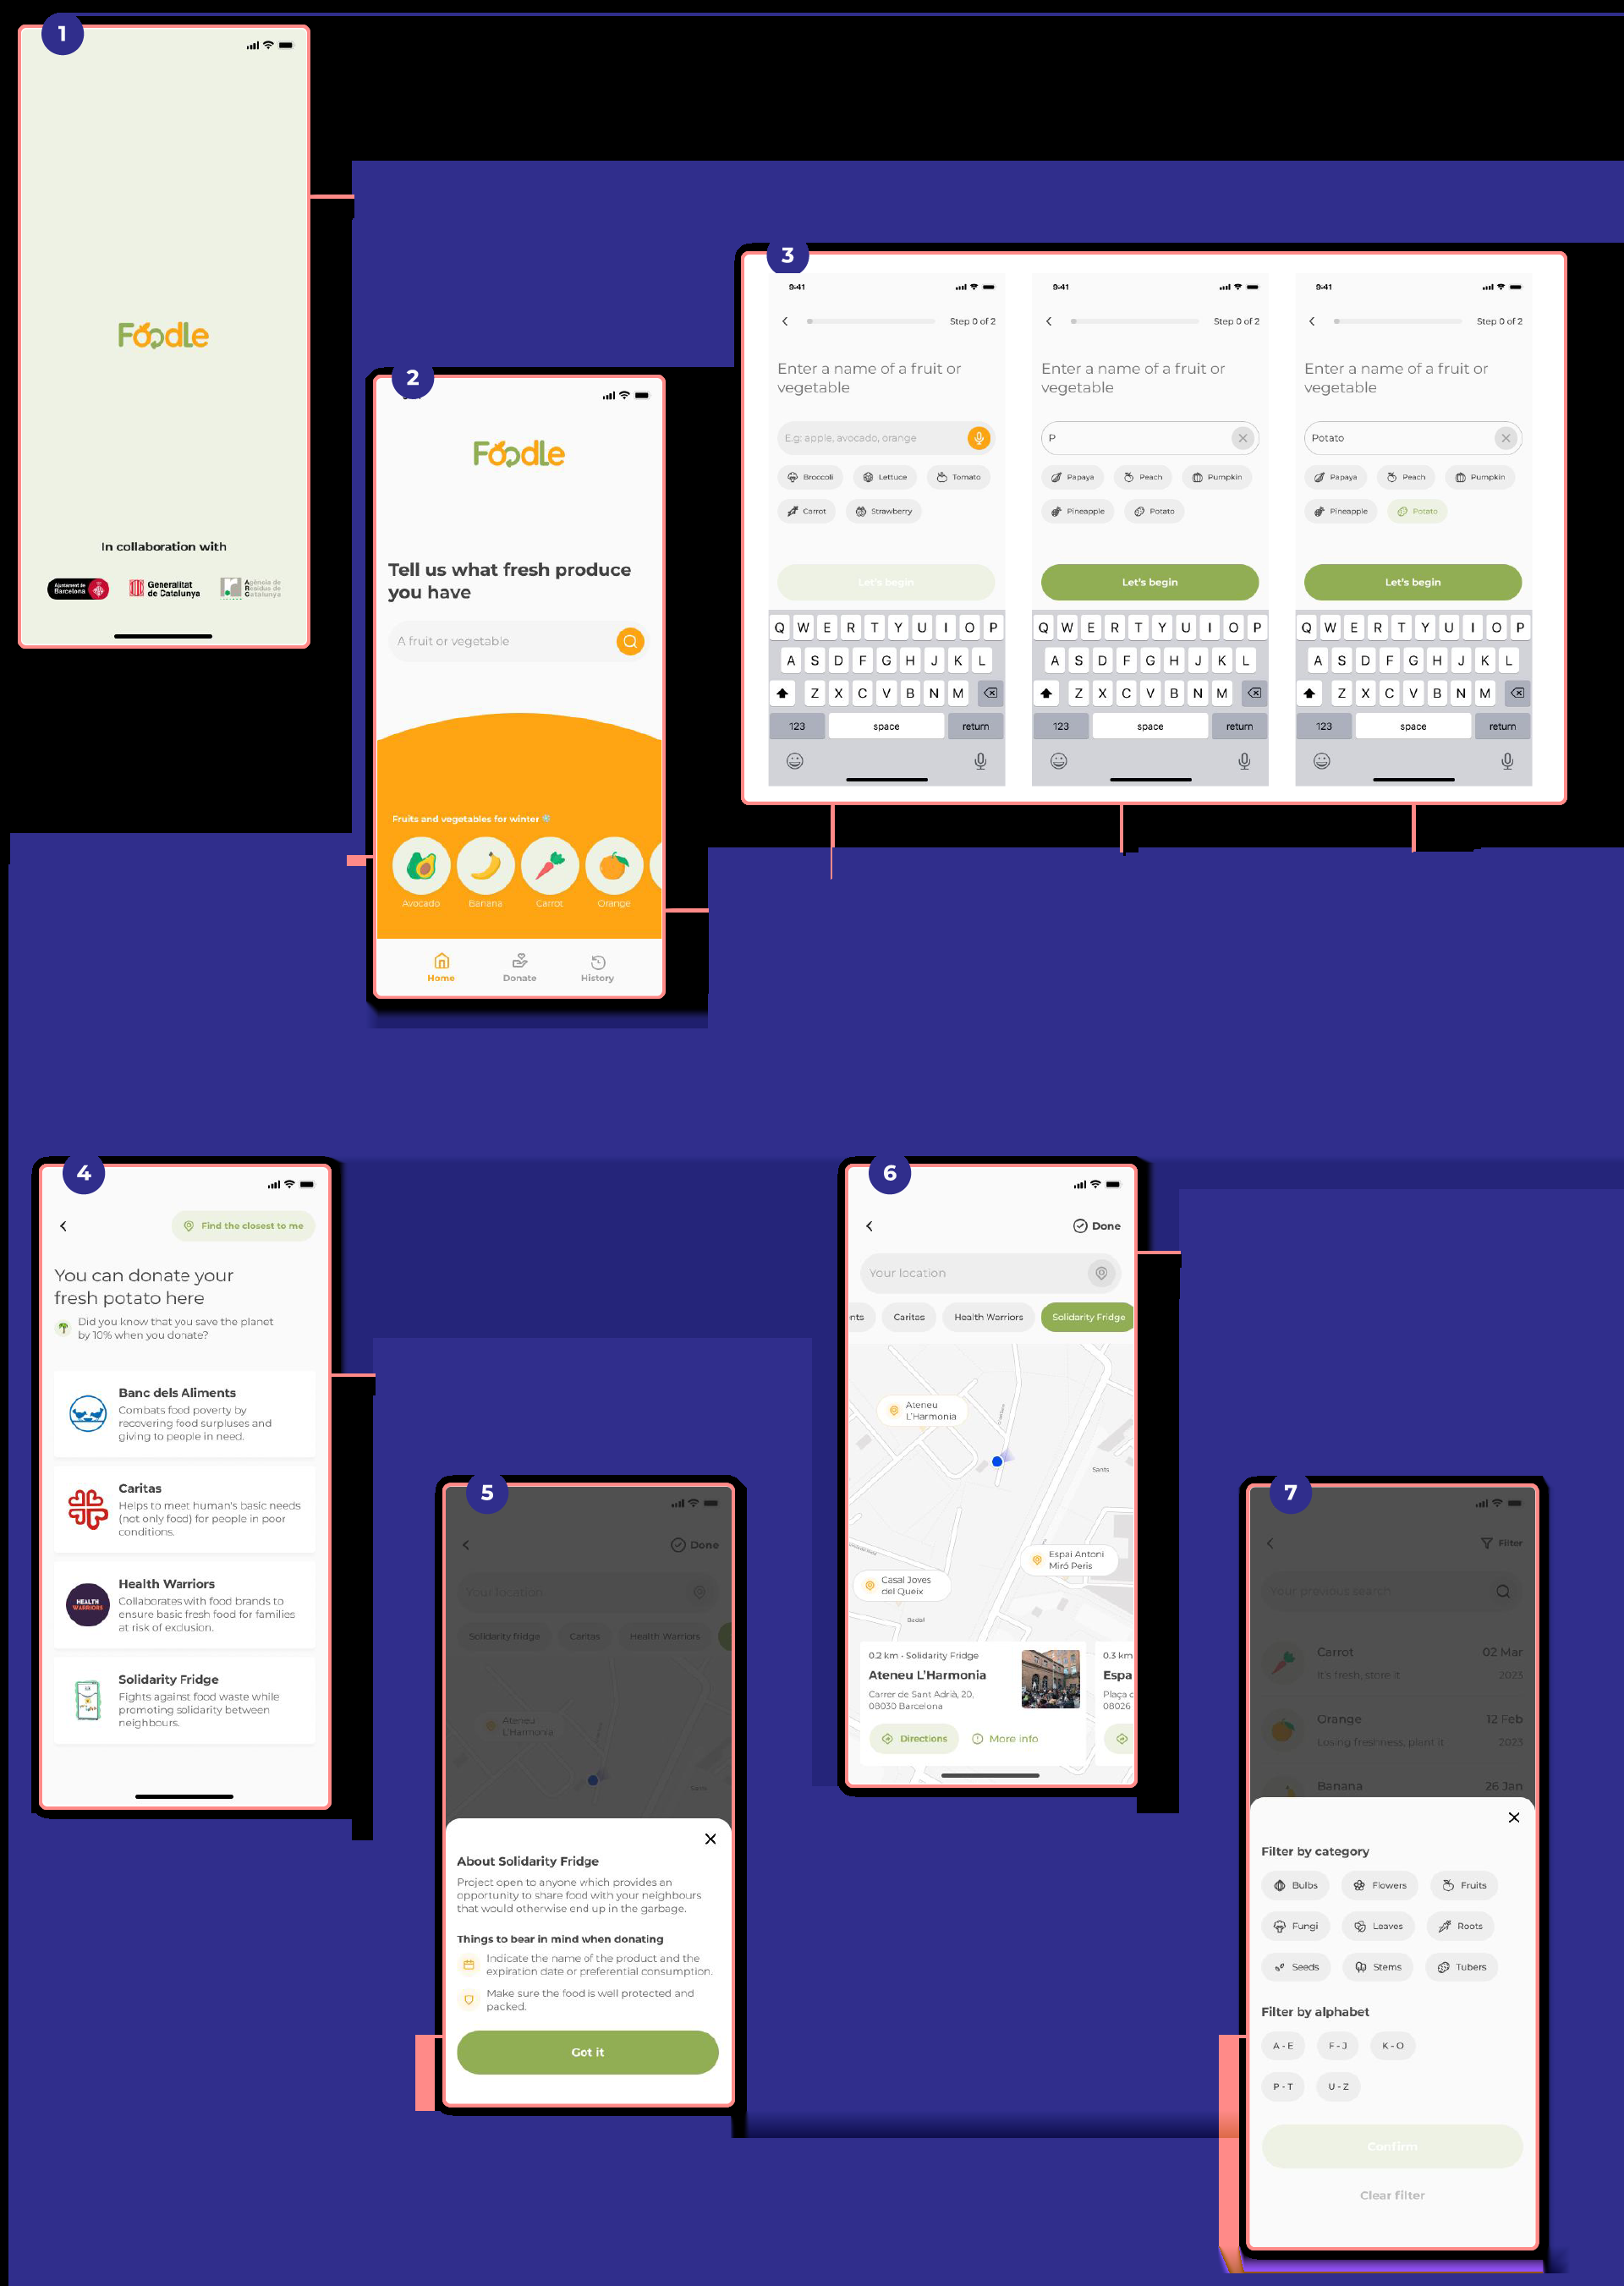 1
Foodle
In collaboration with
Ajuntament de
Barcelona
Generalitat
de Catalunya
Agència de
Residus de
Catalunya
2
Foodle
Tell us what fresh produce
you have
A fruit or vegetable
Fruits and vegetables for winter
Avocado Banana Carrot Orange
Home Donate History
3
9:41
Step 0 of 2
Enter a name of a fruit or
vegetable
E.g: apple, avocado, orange
Broccoli Lettuce Tomato
Carrot Strawberry
Let's begin
Q W E R T Y U I O P
A S D F G H J K L
Z X C V B N M
123 space return
9:41
Step 0 of 2
Enter a name of a fruit or
vegetable
P
Papaya Peach Pumpkin
Pineapple Potato
Let's begin
Q W E R T Y U I O P
A S D F G H J K L
Z X C V B N M
123 space return
9:41
Step 0 of 2
Enter a name of a fruit or
vegetable
Potato
Papaya Peach Pumpkin
Pineapple Potato
Let's begin
Q W E R T Y U I O P
A S D F G H J K L
Z X C V B N M
123 space return
4
Find the closest to me
You can donate your
fresh potato here
Did you know that you save the planet
by 10% when you donate?
Banc dels Aliments
Combats food poverty by
recovering food surpluses and
giving to people in need.
Caritas
Helps to meet human's basic needs
(not only food) for people in poor
conditions.
HEALTH
WARRIORS
Health Warriors
Collaborates with food brands to
ensure basic fresh food for families
at risk of exclusion.
Solidarity Fridge
Fights against food waste while
promoting solidarity between
neighbours.
5
Done
Your location
Solidarity fridge Caritas Health Warriors
Ateneu
L'Harmonia
Sants
About Solidarity Fridge
Project open to anyone which provides an
opportunity to share food with your neighbours
that would otherwise end up in the garbage.
Things to bear in mind when donating
Indicate the name of the product and the
expiration date or preferential consumption.
Make sure the food is well protected and
packed.
Got it
6
Done
Your location
nts Caritas Health Warriors Solidarity Fridge
Ateneu
L'Harmonia
Sants
Espai Antoni
Miró Peris
Casal Joves
del Queix
Badal
0.2 km - Solidarity Fridge
Ateneu L'Harmonia
Carrer de Sant Adrià, 20,
08030 Barcelona
Directions More info
0.3 km
Espa
Plaça d
08026
7
Filter
Your previous search
Carrot 02 Mar
It's fresh, store it 2023
Orange 12 Feb
Losing freshness, plant it 2023
Banana 26 Jan
Filter by category
Bulbs Flowers Fruits
Fungi Leaves Roots
Seeds Stems Tubers
Filter by alphabet
A - E F - J K - O
P - T U - Z
Confirm
Clear filter